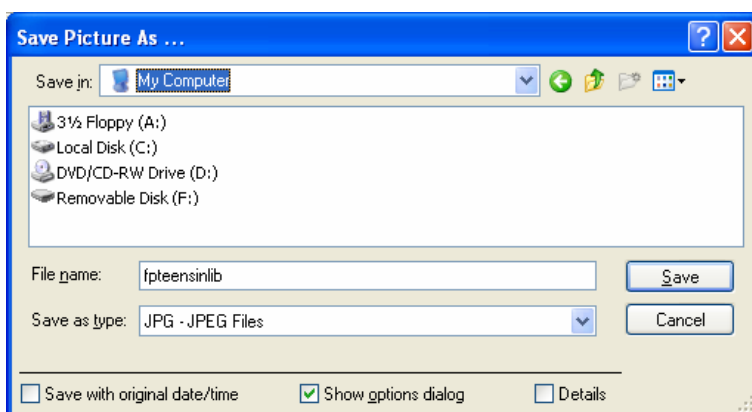 Save Picture As ...
Save in: My Computer
3½ Floppy (A:)
Local Disk (C:)
DVD/CD-RW Drive (D:)
Removable Disk (F:)
File name: fpteensinlib Save
Save as type: JPG - JPEG Files Cancel
Save with original date/time Show options dialog Details